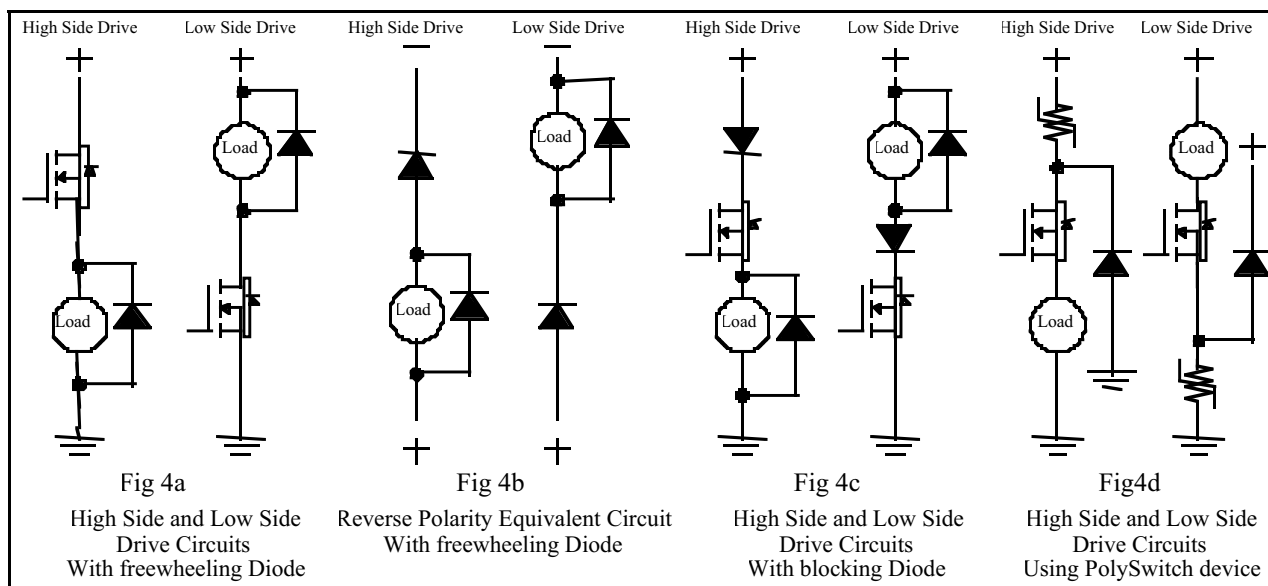 High Side Drive
Low Side Drive
High Side Drive
Low Side Drive
High Side Drive
Low Side Drive
High Side Drive
Low Side Drive
+
+
−
−
+
+
+
+
Load
Load
Load
Load
Load
Load
Load
Load
+
+
+
Fig 4a
High Side and Low Side
Drive Circuits
With freewheeling Diode
Fig 4b
Reverse Polarity Equivalent Circuit
With freewheeling Diode
Fig 4c
High Side and Low Side
Drive Circuits
With blocking Diode
Fig4d
High Side and Low Side
Drive Circuits
Using PolySwitch device